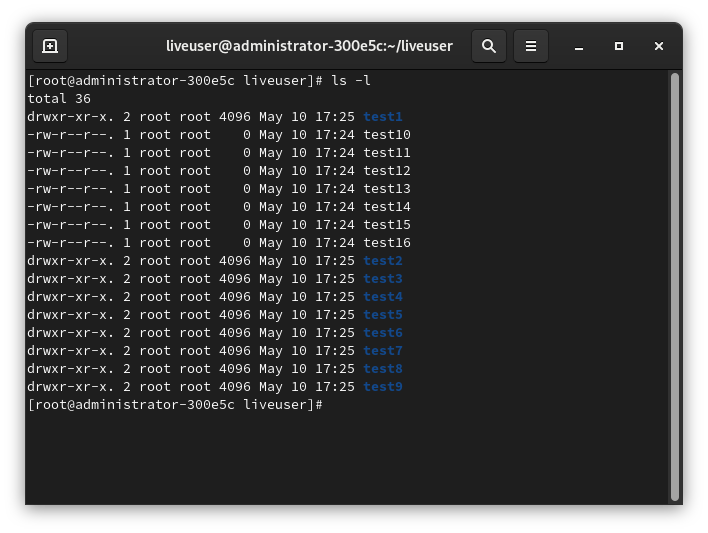 liveuser@administrator-300e5c:~/liveuser
[root@administrator-300e5c liveuser]# ls -l
total 36
drwxr-xr-x. 2 root root 4096 May 10 17:25 test1
-rw-r--r--. 1 root root    0 May 10 17:24 test10
-rw-r--r--. 1 root root    0 May 10 17:24 test11
-rw-r--r--. 1 root root    0 May 10 17:24 test12
-rw-r--r--. 1 root root    0 May 10 17:24 test13
-rw-r--r--. 1 root root    0 May 10 17:24 test14
-rw-r--r--. 1 root root    0 May 10 17:24 test15
-rw-r--r--. 1 root root    0 May 10 17:24 test16
drwxr-xr-x. 2 root root 4096 May 10 17:25 test2
drwxr-xr-x. 2 root root 4096 May 10 17:25 test3
drwxr-xr-x. 2 root root 4096 May 10 17:25 test4
drwxr-xr-x. 2 root root 4096 May 10 17:25 test5
drwxr-xr-x. 2 root root 4096 May 10 17:25 test6
drwxr-xr-x. 2 root root 4096 May 10 17:25 test7
drwxr-xr-x. 2 root root 4096 May 10 17:25 test8
drwxr-xr-x. 2 root root 4096 May 10 17:25 test9
[root@administrator-300e5c liveuser]#